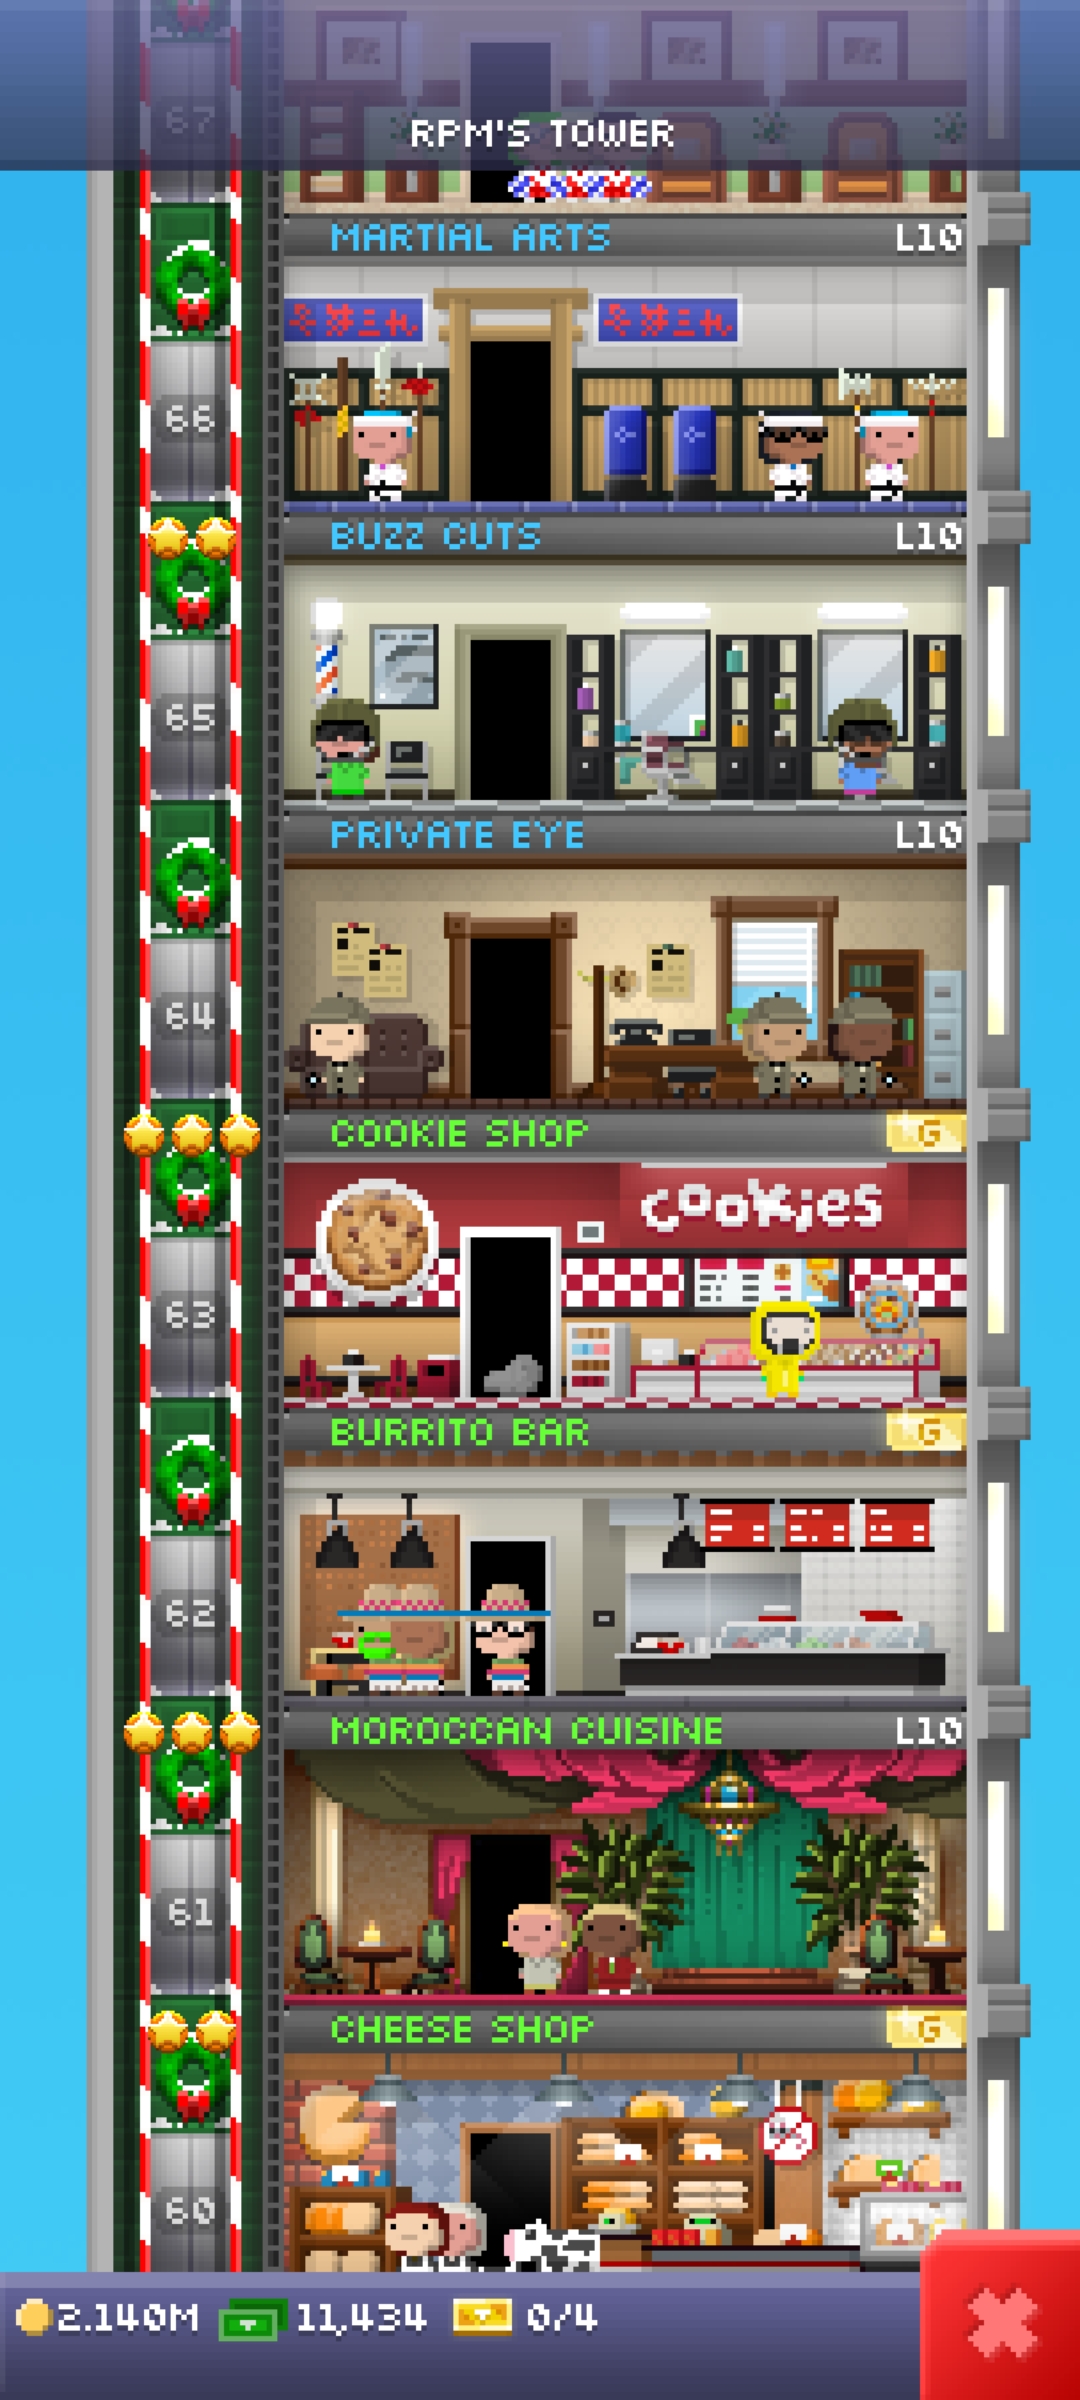 67
RPM'S TOWER
MARTIAL ARTS L10
66
BUZZ CUTS L10
65
PRIVATE EYE L10
64
COOKIE SHOP G
cookies
63
BURRITO BAR G
62
MOROCCAN CUISINE L10
61
CHEESE SHOP G
60
2.140M 11,434 0/4